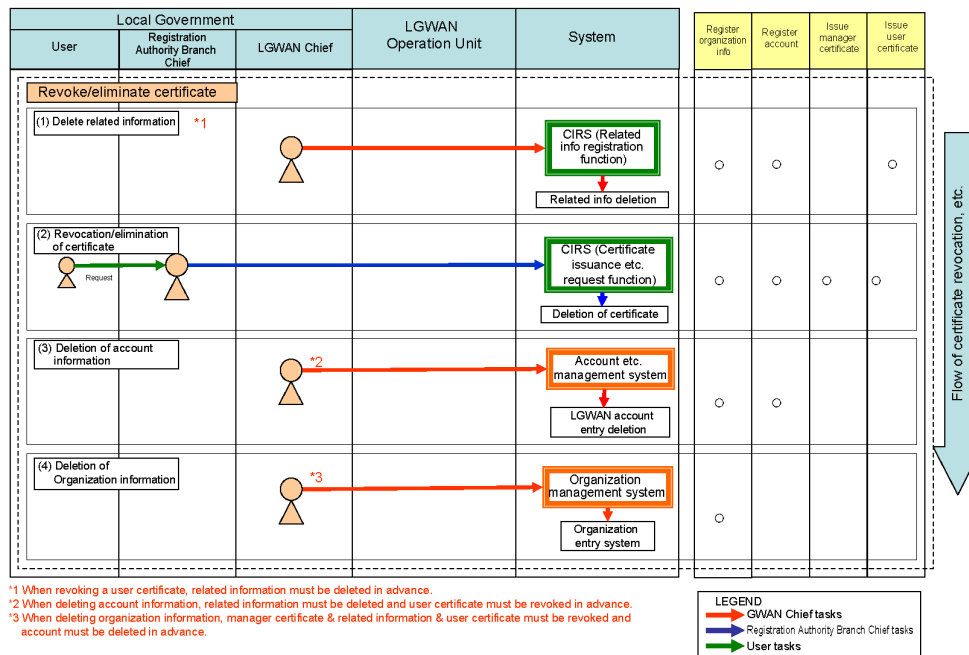 Local Government
User
Registration
Authority Branch
Chief
LGWAN Chief
LGWAN
Operation Unit
System
Register
organization
info
Register
account
Issue
manager
certificate
Issue
user
certificate
Revoke/eliminate certificate
(1) Delete related information
*1
CIRS (Related
info registration
function)
Related info deletion
(2) Revocation/elimination
of certificate
Request
CIRS (Certificate
issuance etc.
request function)
Deletion of certificate
(3) Deletion of account
information
*2
Account etc.
management system
LGWAN account
entry deletion
(4) Deletion of
Organization information
*3
Organization
management system
Organization
entry system
Flow of certificate revocation, etc.
*1 When revoking a user certificate, related information must be deleted in advance.
*2 When deleting account information, related information must be deleted and user certificate must be revoked in advance.
*3 When deleting organization information, manager certificate & related information & user certificate must be revoked and
account must be deleted in advance.
LEGEND
GWAN Chief tasks
Registration Authority Branch Chief tasks
User tasks